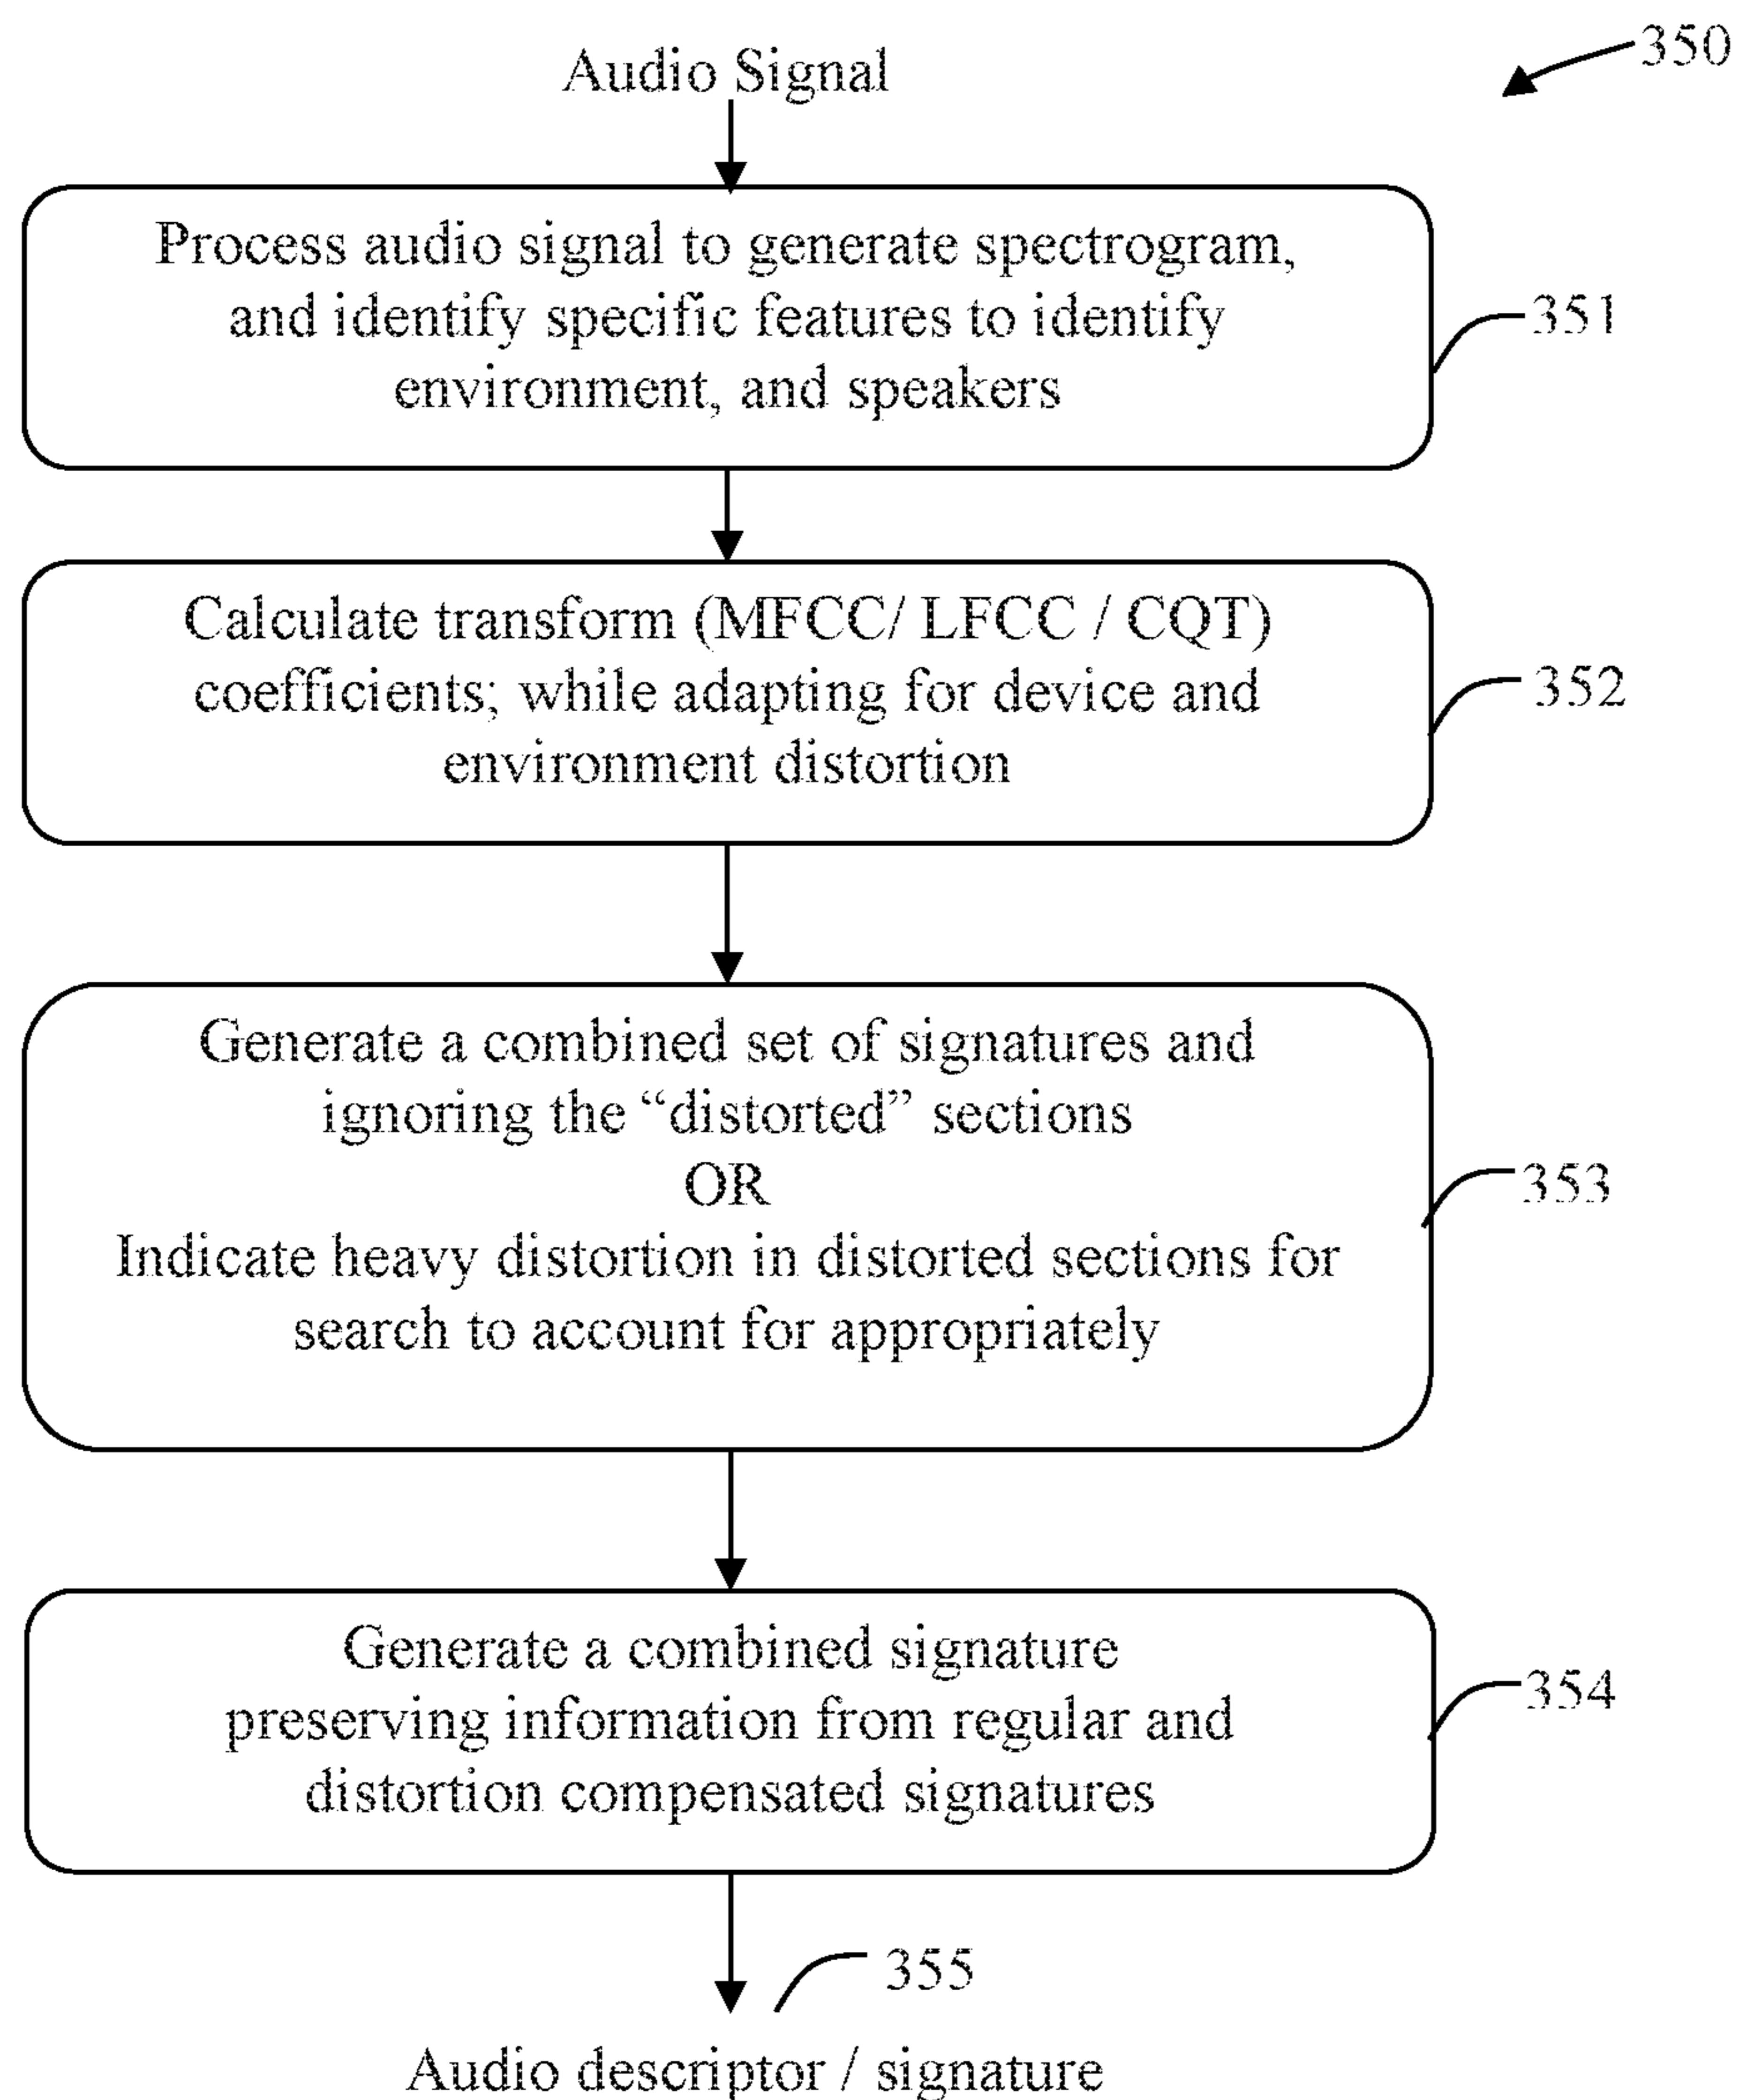 350
Audio Signal
Process audio signal to generate spectrogram,
and identify specific features to identify
environment, and speakers
351
Calculate transform (MFCC/ LFCC / CQT)
coefficients; while adapting for device and
environment distortion
352
Generate a combined set of signatures and
ignoring the “distorted” sections
OR
Indicate heavy distortion in distorted sections for
search to account for appropriately
353
Generate a combined signature
preserving information from regular and
distortion compensated signatures
354
355
Audio descriptor / signature